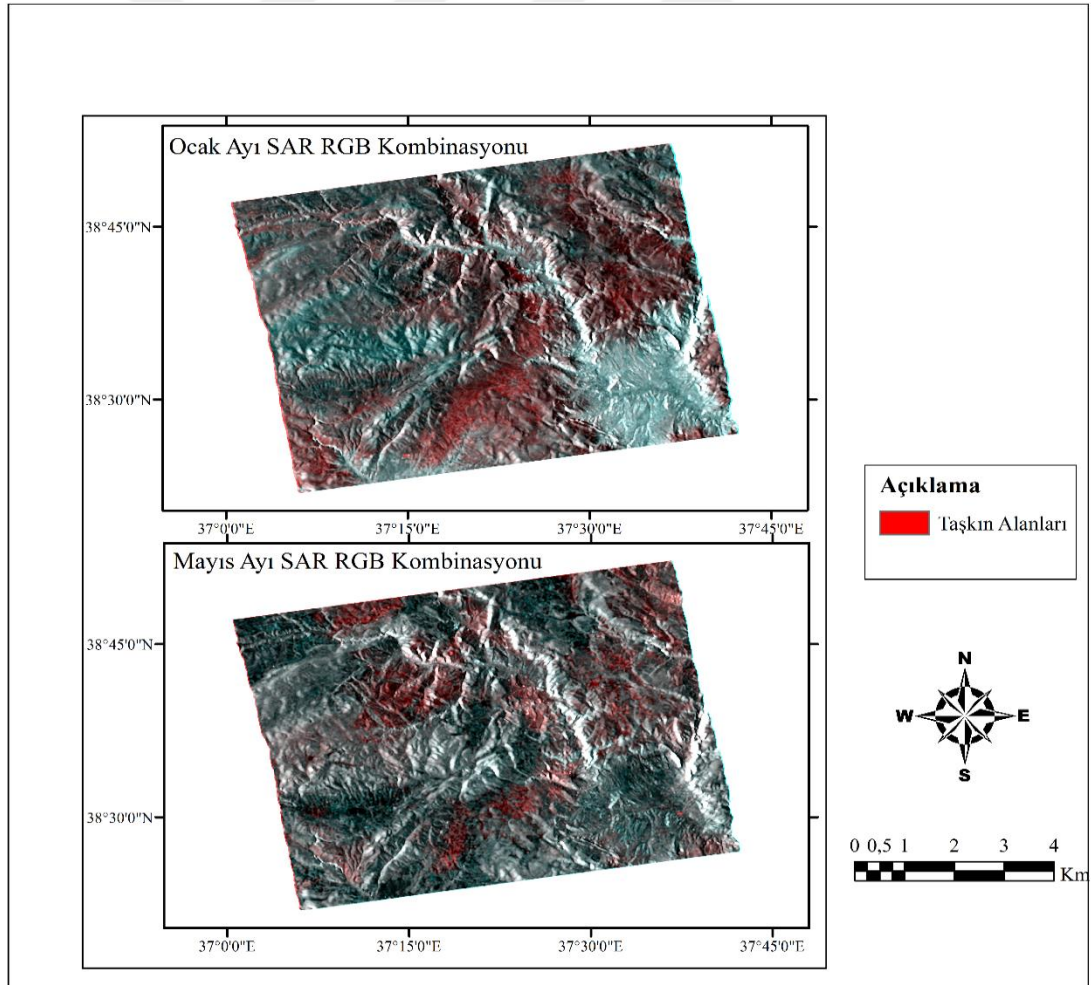 Ocak Ayı SAR RGB Kombinasyonu
38°45'0"N
38°30'0"N
37°0'0"E 37°15'0"E 37°30'0"E 37°45'0"E
Mayıs Ayı SAR RGB Kombinasyonu
38°45'0"N
38°30'0"N
37°0'0"E 37°15'0"E 37°30'0"E 37°45'0"E
Açıklama
Taşkın Alanları
N
W E
S
0 0,5 1 2 3 4
Km